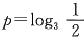 p = log₃ 1/2